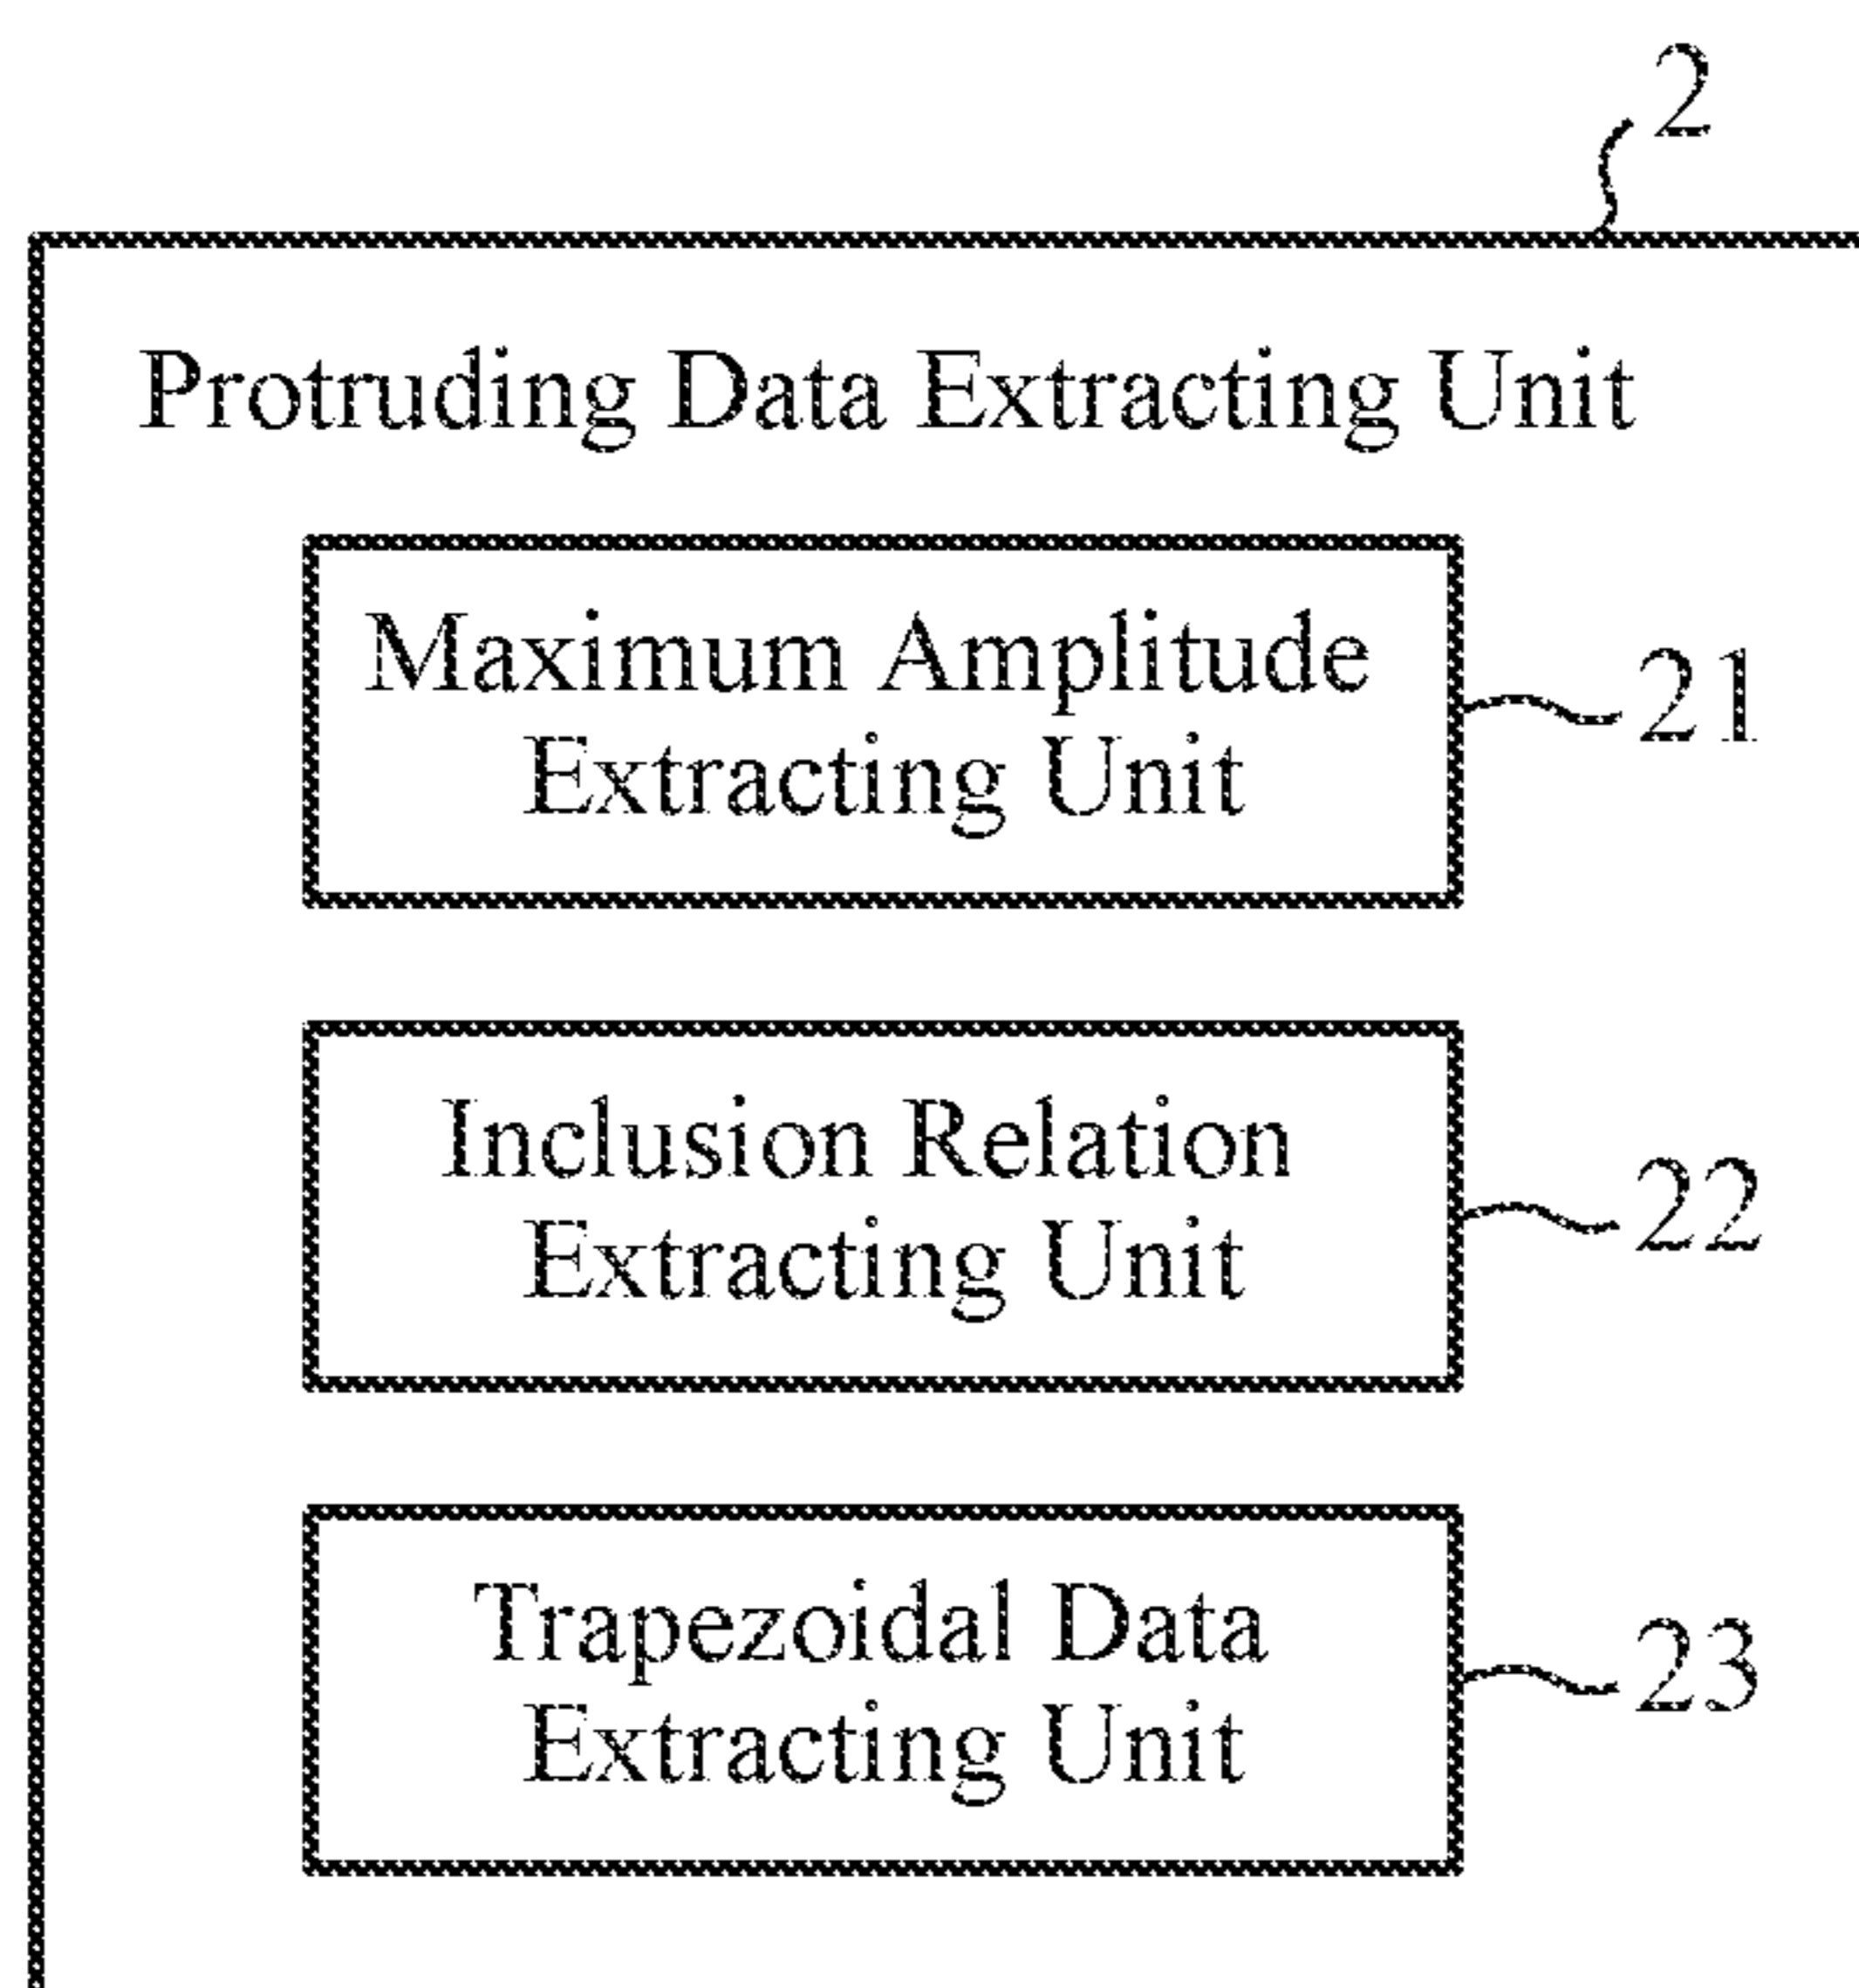 2
Protruding Data Extracting Unit
Maximum Amplitude
Extracting Unit
21
Inclusion Relation
Extracting Unit
22
Trapezoidal Data
Extracting Unit
23